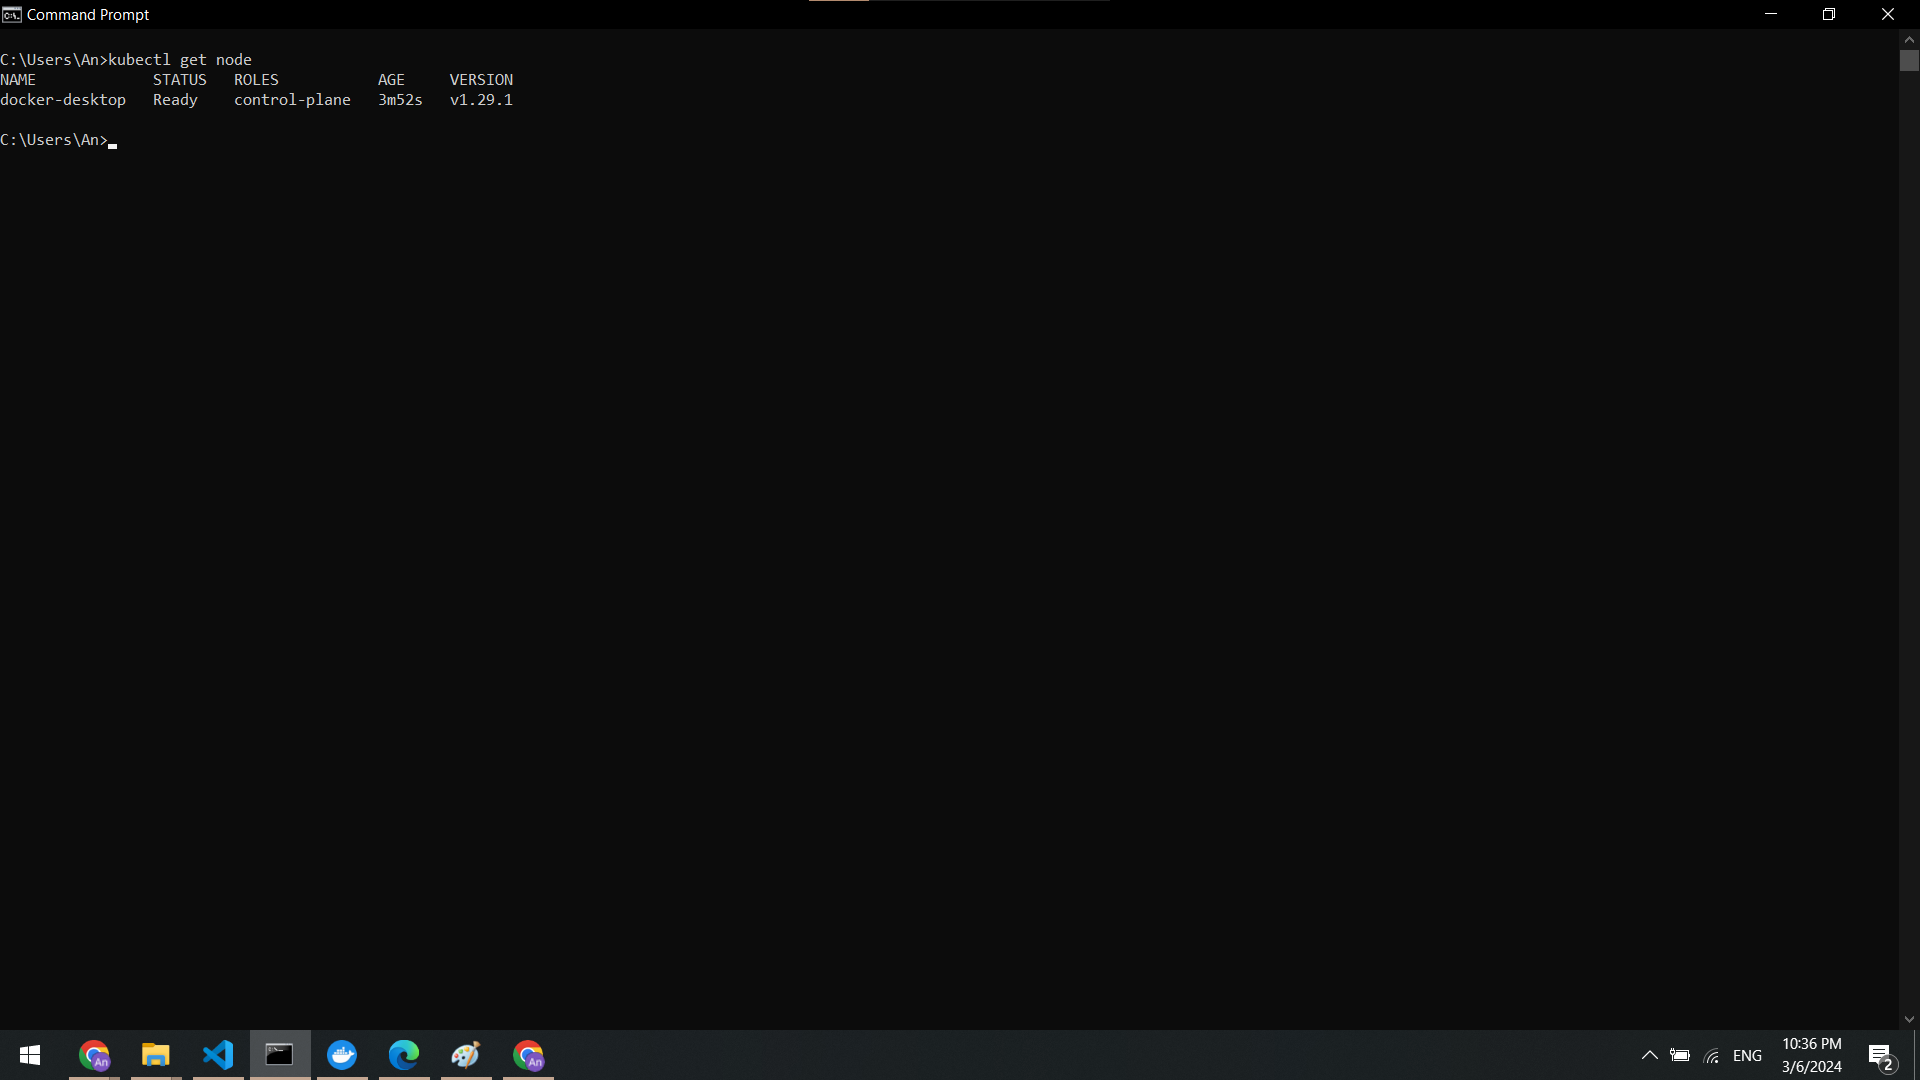 Command Prompt
C:\Users\An>kubectl get node
NAME STATUS ROLES AGE VERSION
docker-desktop Ready control-plane 3m52s v1.29.1
C:\Users\An>
An
An
ENG
10:36 PM
3/6/2024
2